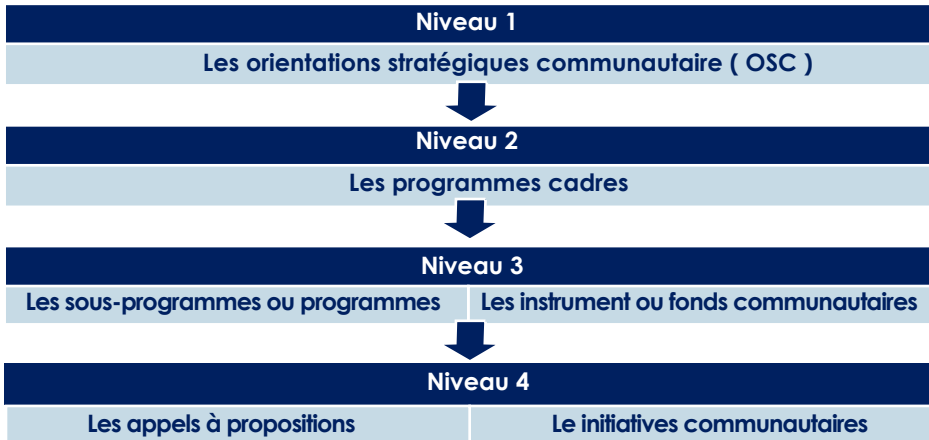 Niveau 1
Les orientations stratégiques communautaire ( OSC )
Niveau 2
Les programmes cadres
Niveau 3
Les sous-programmes ou programmes
Les instrument ou fonds communautaires
Niveau 4
Les appels à propositions
Le initiatives communautaires